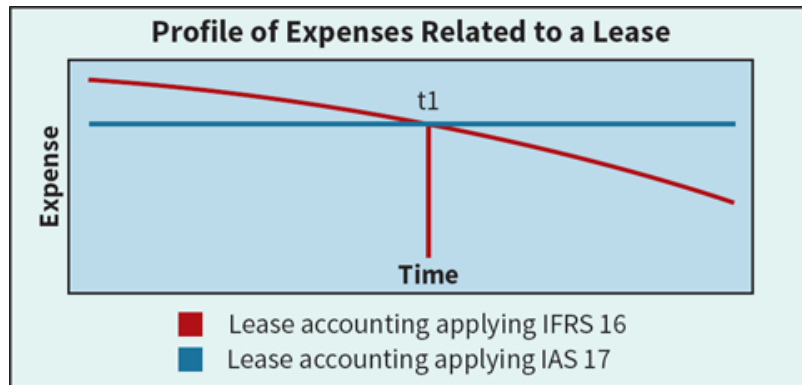 Profile of Expenses Related to a Lease
t1
Expense
Time
Lease accounting applying IFRS 16
Lease accounting applying IAS 17